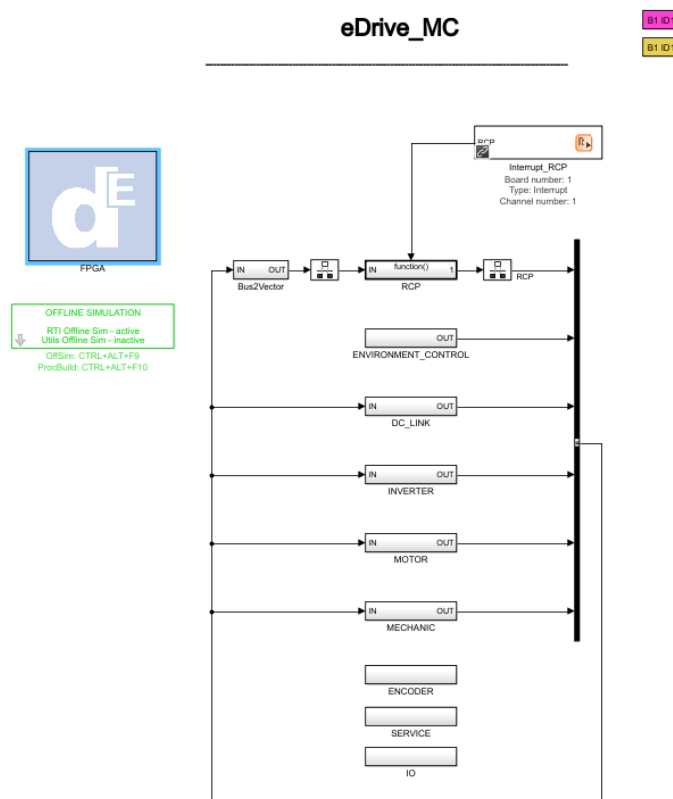 eDrive_MC
B1 ID1
B1 ID1
RCP
R
Interrupt_RCP
Board number: 1
Type: Interrupt
Channel number: 1
dE
FPGA
IN OUT
Bus2Vector
IN function() 1
RCP
RCP
OFFLINE SIMULATION
RTI Offline Sim - active
Utils Offline Sim - inactive
OffSim: CTRL+ALT+F9
ProcBuild: CTRL+ALT+F10
OUT
ENVIRONMENT_CONTROL
IN OUT
DC_LINK
IN OUT
INVERTER
IN OUT
MOTOR
IN OUT
MECHANIC
ENCODER
SERVICE
IO